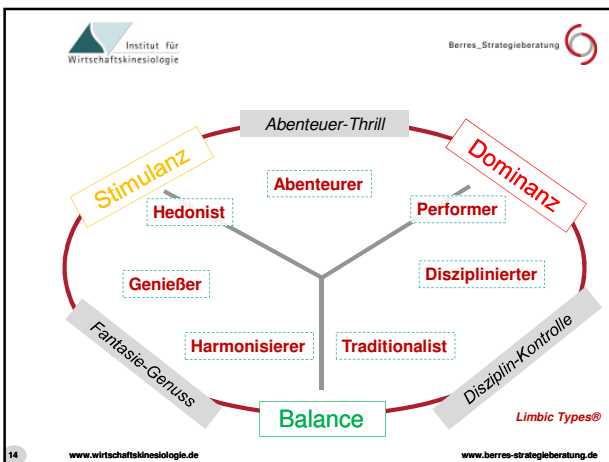 Institut für
Wirtschaftskinesiologie
Berres_Strategieberatung
Abenteuer-Thrill
Stimulanz
Dominanz
Abenteurer
Hedonist
Performer
Genießer
Disziplinierter
Harmonisierer
Traditionalist
Fantasie-Genuss
Disziplin-Kontrolle
Balance
Limbic Types®
14
www.wirtschaftskinesiologie.de
www.berres-strategieberatung.de